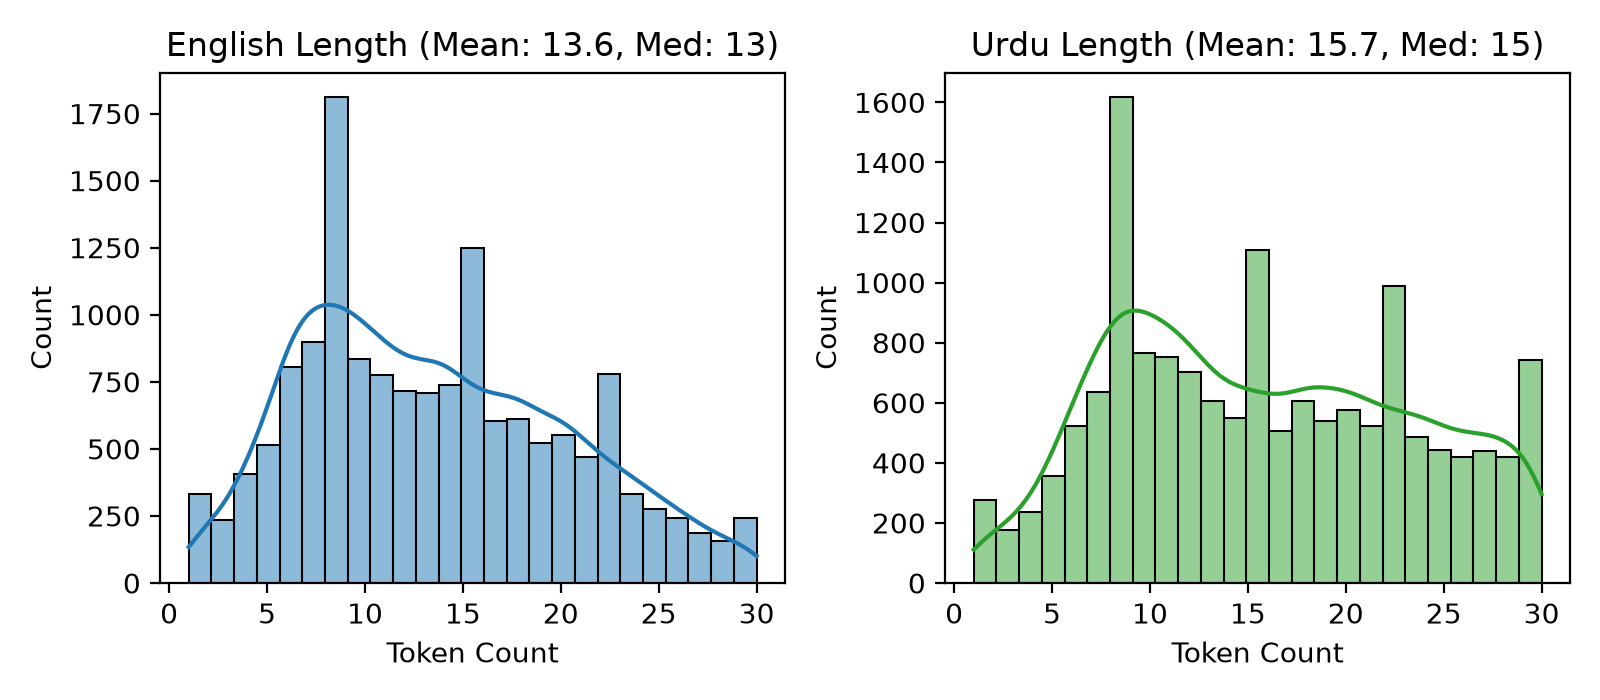 English Length (Mean: 13.6, Med: 13)
1750
1500
1250
1000
750
500
250
0
Count
0 5 10 15 20 25 30
Token Count
Urdu Length (Mean: 15.7, Med: 15)
1600
1400
1200
1000
800
600
400
200
0
Count
0 5 10 15 20 25 30
Token Count